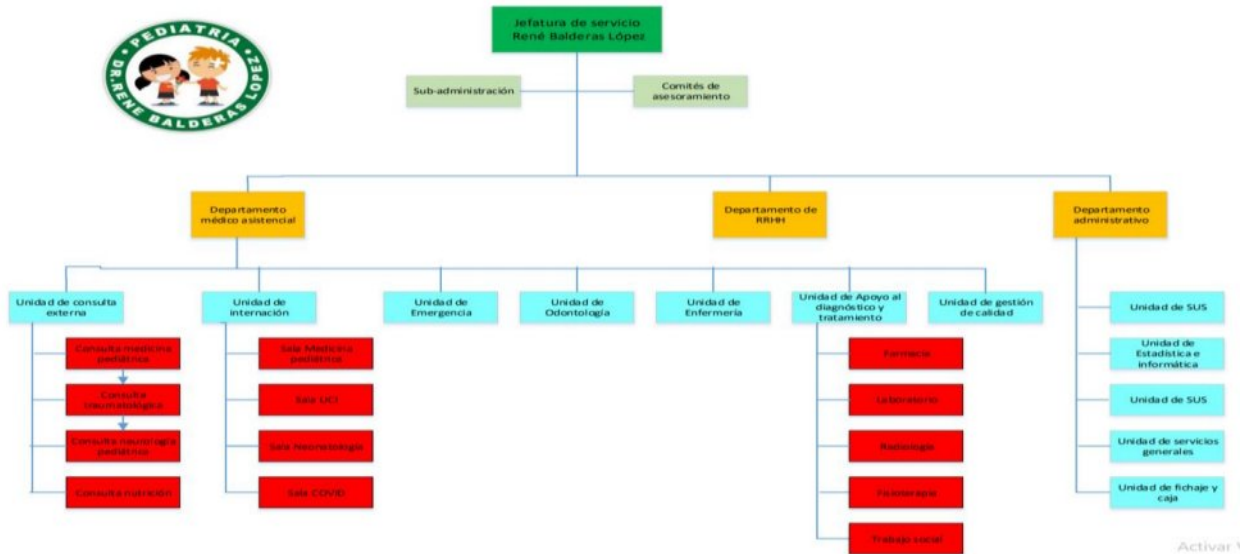 Jefatura de servicio
René Balderas López
PEDIATRIA
DR. RENE BALDERAS LOPEZ
Sub-administración
Comités de
asesoramiento
Departamento
médico asistencial
Departamento de
RRHH
Departamento
administrativo
Unidad de consulta
externa
Unidad de
internación
Unidad de
Emergencia
Unidad de
Odontología
Unidad de
Enfermería
Unidad de Apoyo al
diagnóstico y
tratamiento
Unidad de gestión
de calidad
Consulta medicina
pediátrica
Consulta
traumatológica
Consulta neurología
pediátrica
Consulta nutrición
Sala Medicina
pediátrica
Sala UCI
Sala Neonatología
Sala COVID
Farmacia
Laboratorio
Radiología
Fisioterapia
Trabajo social
Unidad de SUS
Unidad de
Estadística e
informática
Unidad de SUS
Unidad de servicios
generales
Unidad de fichaje y
caja
Activar